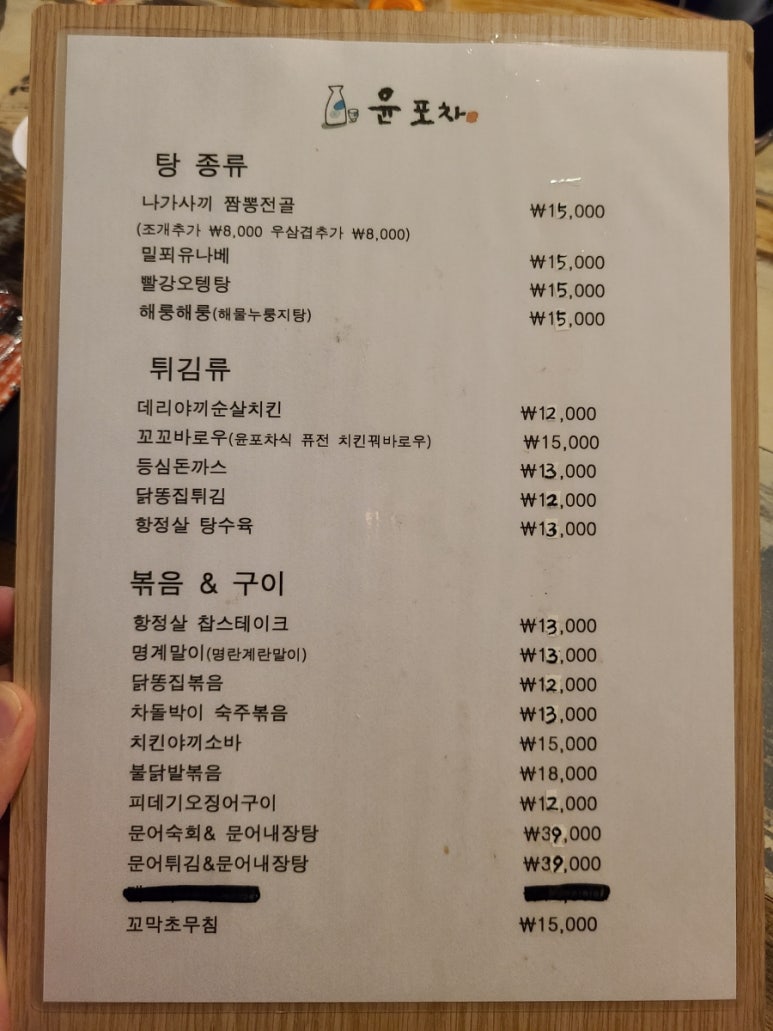 윤포차
탕 종류
나가사끼 짬뽕전골 ₩15,000
(조개추가 ₩8,000 우삼겹추가 ₩8,000)
밀푀유나베 ₩15,000
빨강오뎅탕 ₩15,000
해룽해룽(해물누룽지탕) ₩15,000
튀김류
데리야끼순살치킨 ₩12,000
꼬꼬바로우(윤포차식 퓨전 치킨꿔바로우) ₩15,000
등심돈까스 ₩13,000
닭똥집튀김 ₩12,000
항정살 탕수육 ₩13,000
볶음 & 구이
항정살 찹스테이크 ₩13,000
명계말이(명란계란말이) ₩13,000
닭똥집볶음 ₩12,000
차돌박이 숙주볶음 ₩13,000
치킨야끼소바 ₩15,000
불닭발볶음 ₩18,000
피데기오징어구이 ₩12,000
문어숙회& 문어내장탕 ₩39,000
문어튀김&문어내장탕 ₩39,000
꼬막초무침 ₩15,000